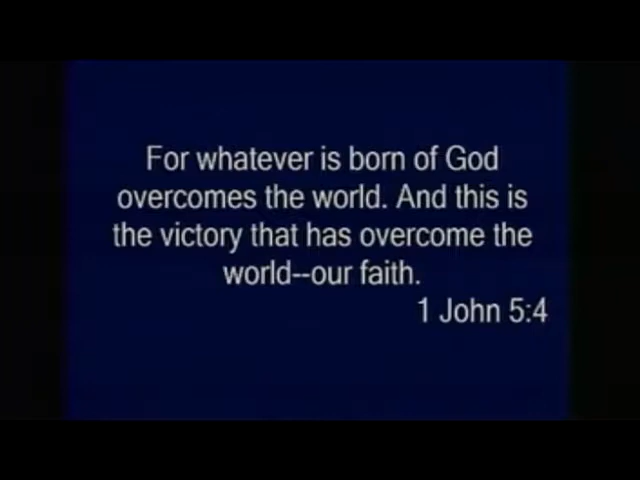 For whatever is born of God
overcomes the world. And this is
the victory that has overcome the
world--our faith.
1 John 5:4